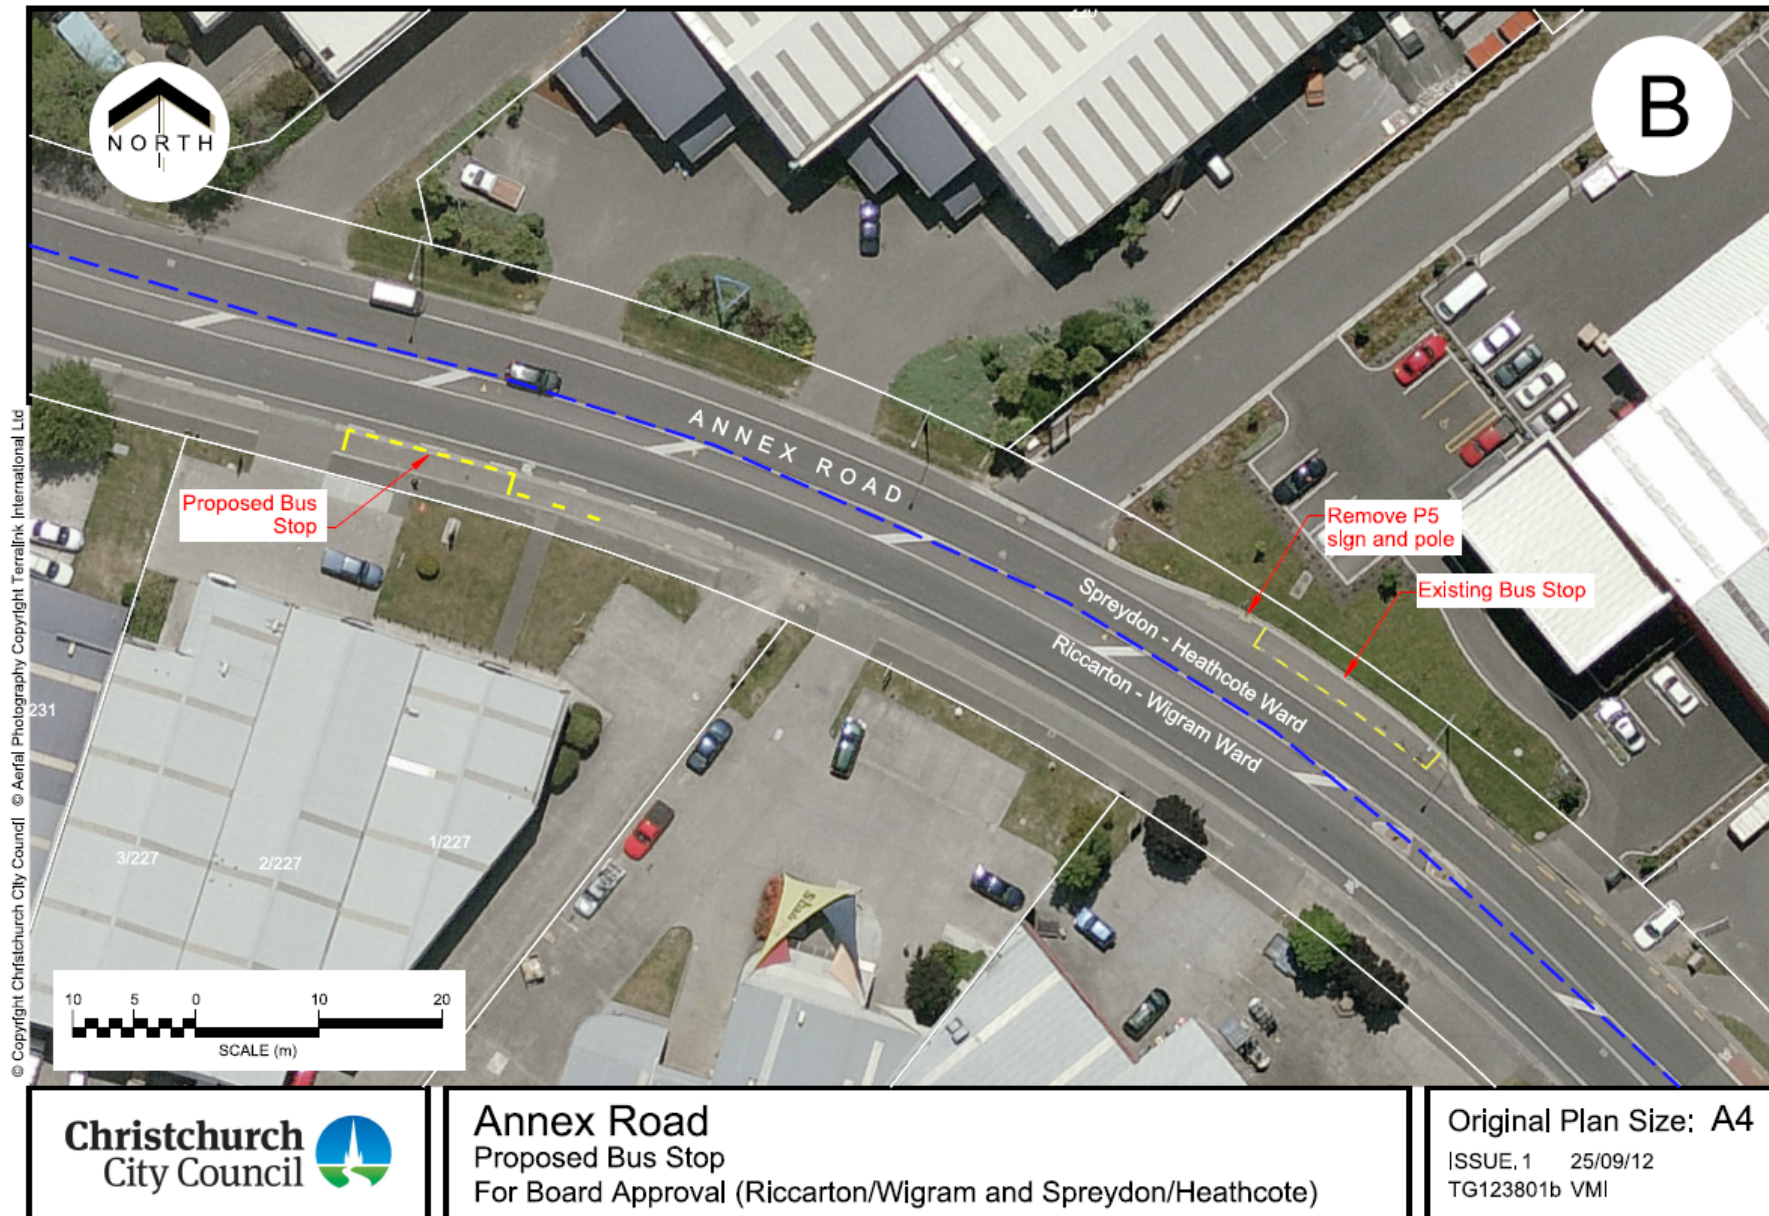 220
NORTH
B
ANNEX ROAD
Proposed Bus
Stop
Remove P5
sign and pole
Existing Bus Stop
Spreydon - Heathcote Ward
Riccarton - Wigram Ward
231
3/227
2/227
1/227
10 5 0 10 20
SCALE (m)
© Copyright Christchurch City Council © Aerial Photography Copyright Terralink International Ltd
Christchurch
City Council
Annex Road
Proposed Bus Stop
For Board Approval (Riccarton/Wigram and Spreydon/Heathcote)
Original Plan Size: A4
ISSUE.1 25/09/12
TG123801b VMI